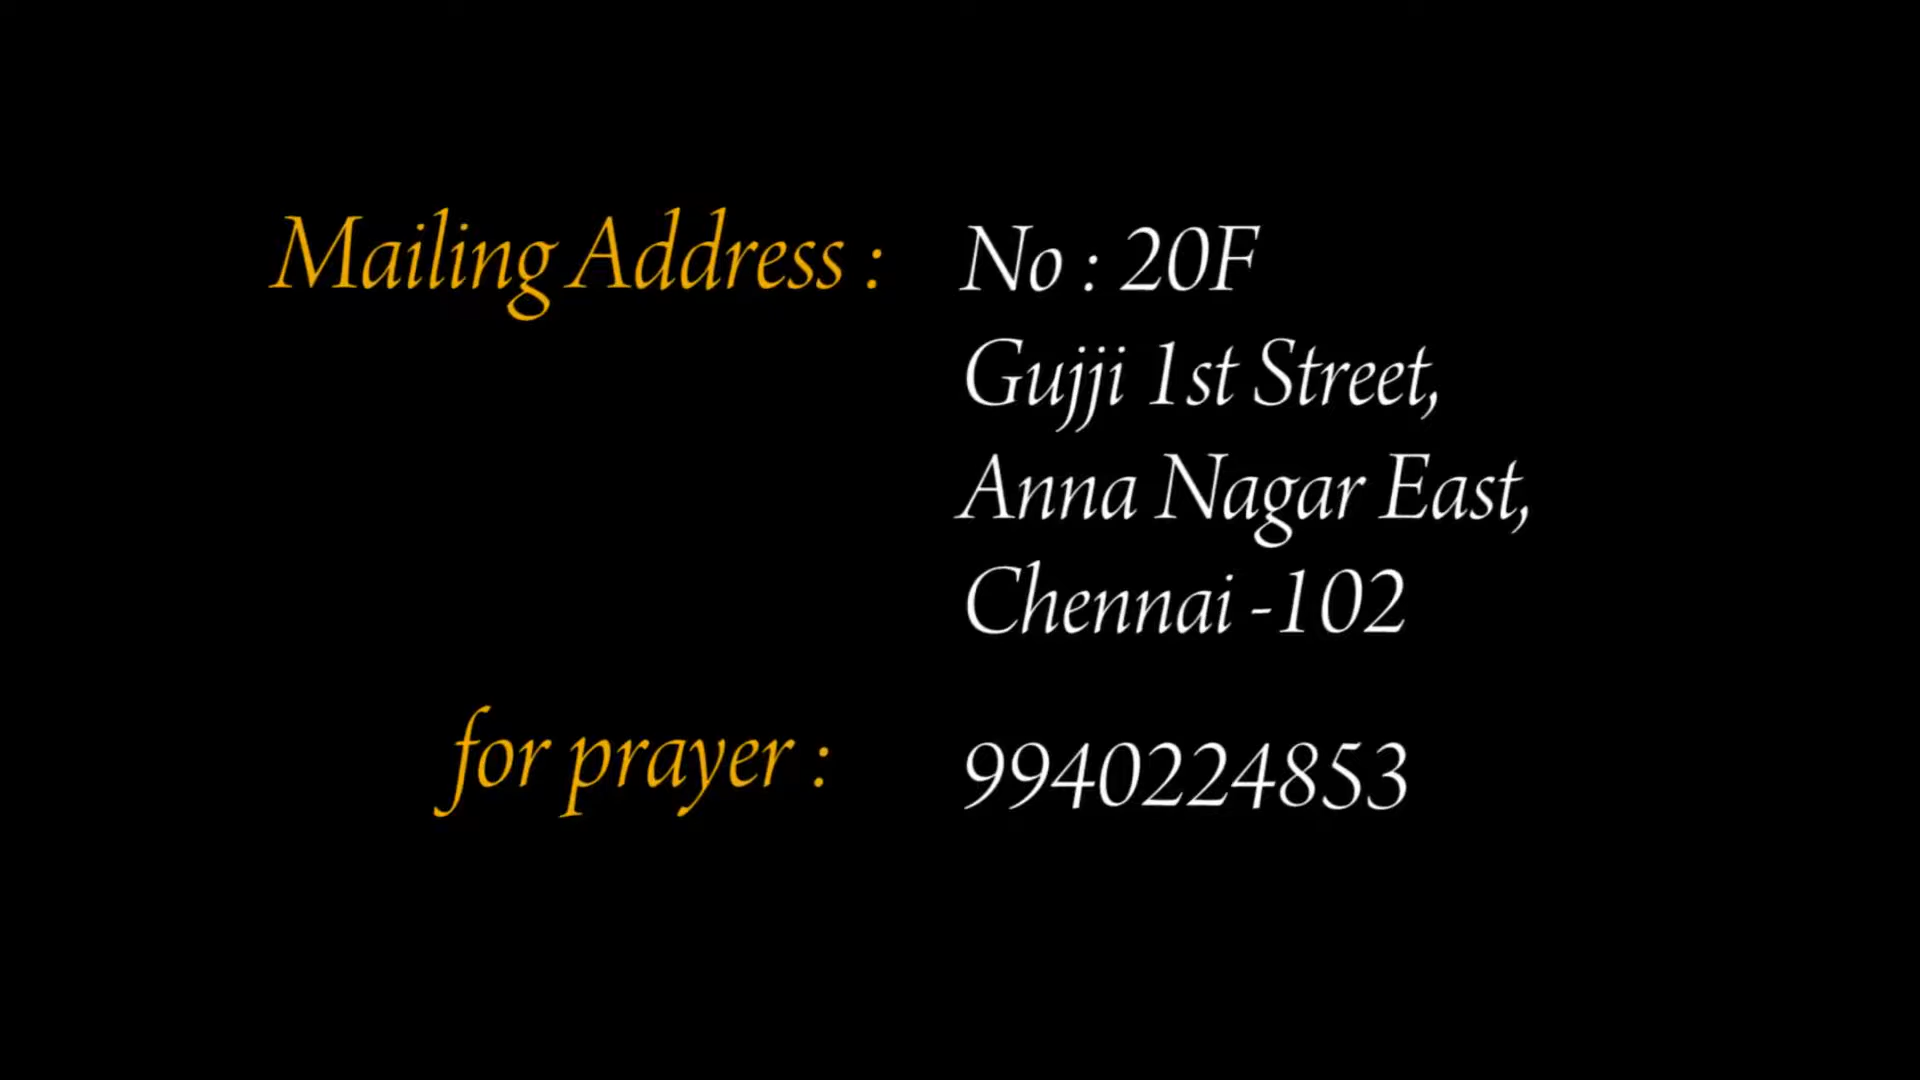 Mailing Address : No : 20F
Gujji 1st Street,
Anna Nagar East,
Chennai -102
for prayer : 9940224853